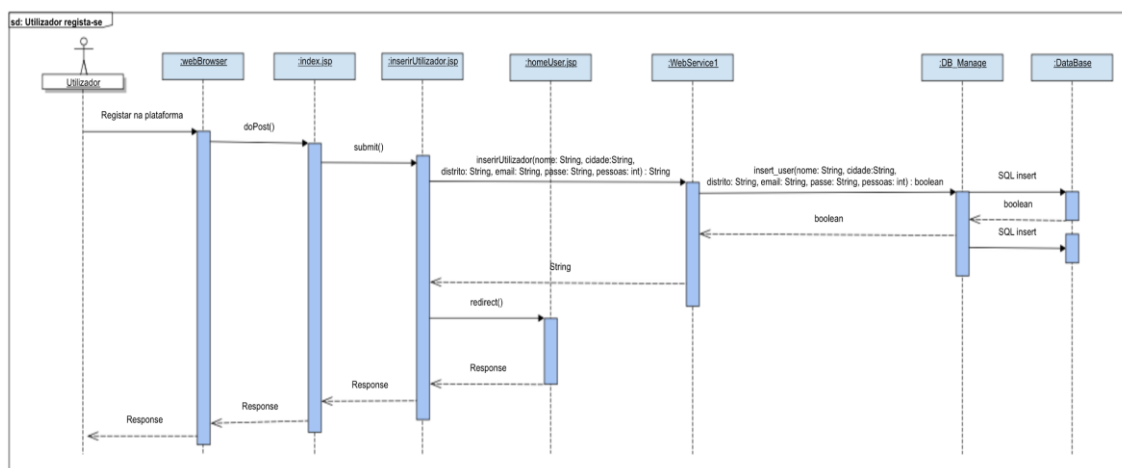 sd: Utilizador regista-se
Utilizador
:webBrowser
:index.jsp
:inserirUtilizador.jsp
:homeUser.jsp
:WebService1
:DB_Manage
:DataBase
Registar na plataforma
doPost()
submit()
inserirUtilizador(nome: String, cidade:String,
distrito: String, email: String, passe: String, pessoas: int) : String
insert_user(nome: String, cidade:String,
distrito: String, email: String, passe: String, pessoas: int) : boolean
SQL insert
boolean
boolean
SQL insert
String
redirect()
Response
Response
Response
Response